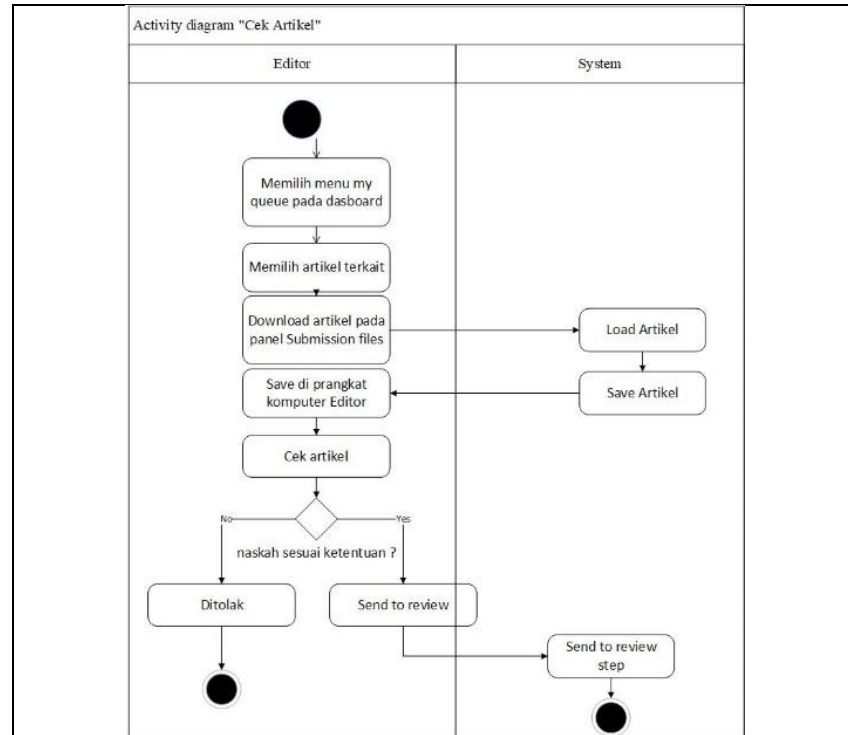 Activity diagram "Cek Artikel"
Editor
System
Memilih menu my
queue pada dasboard
Memilih artikel terkait
Download artikel pada
panel Submission files
Load Artikel
Save di prangkat
komputer Editor
Save Artikel
Cek artikel
No
Yes
naskah sesuai ketentuan ?
Ditolak
Send to review
Send to review
step